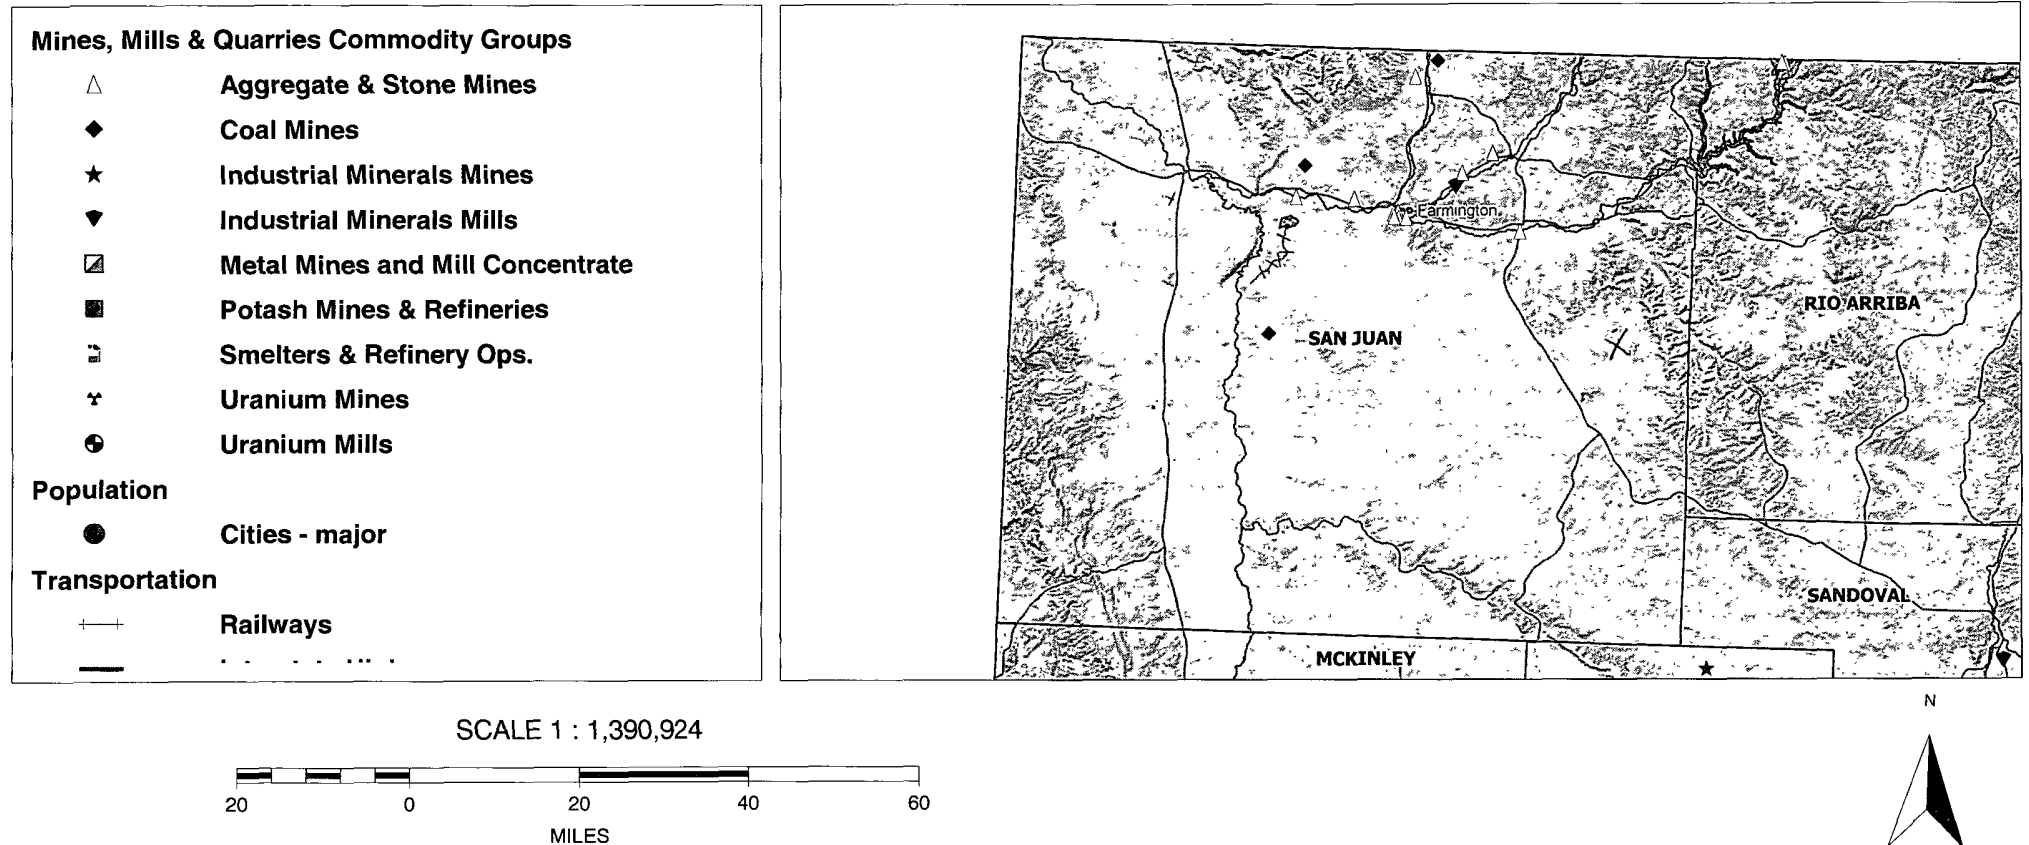 Mines, Mills & Quarries Commodity Groups
Aggregate & Stone Mines
Coal Mines
Industrial Minerals Mines
Industrial Minerals Mills
Metal Mines and Mill Concentrate
Potash Mines & Refineries
Smelters & Refinery Ops.
Uranium Mines
Uranium Mills
Population
Cities - major
Transportation
Railways
Farmington
RIO ARRIBA
SAN JUAN
SANDOVAL
MCKINLEY
N
SCALE 1 : 1,390,924
20 0 20 40 60
MILES